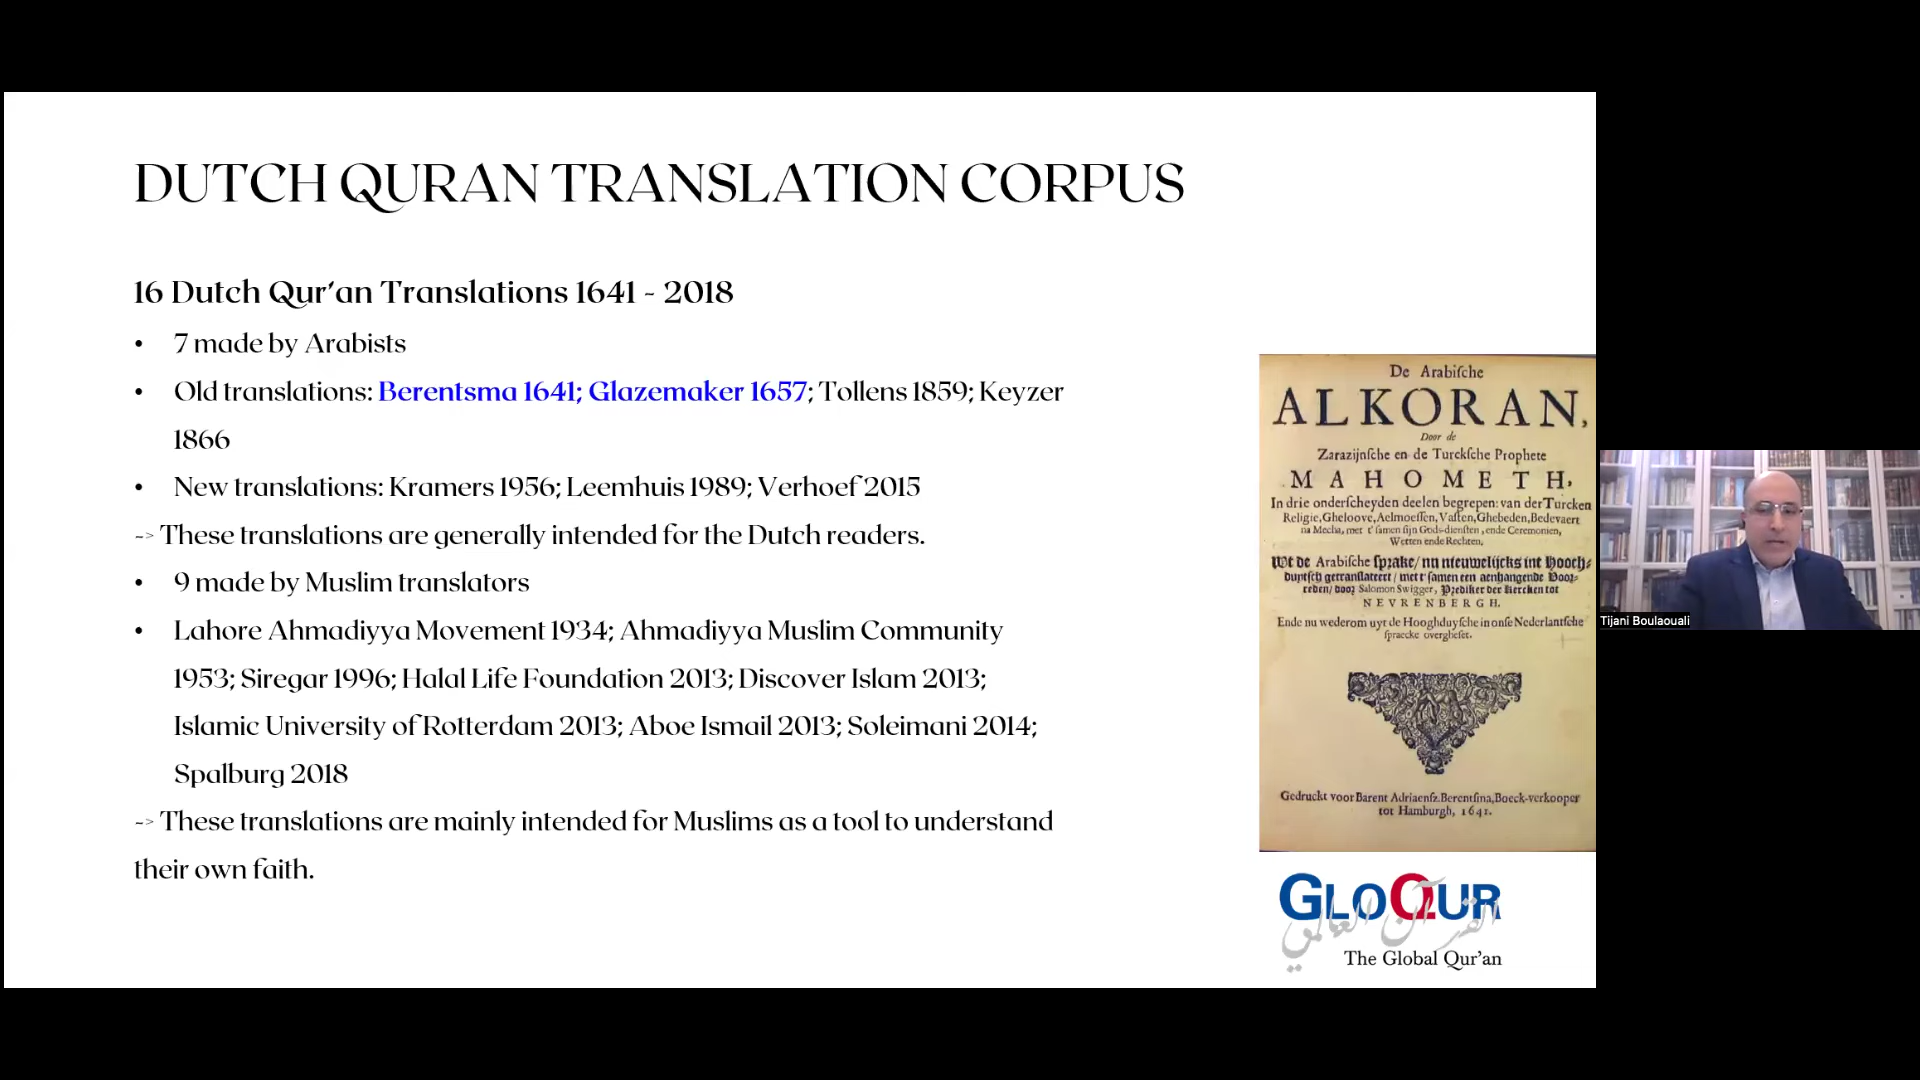 DUTCH QURAN TRANSLATION CORPUS
16 Dutch Qur'an Translations 1641 - 2018
• 7 made by Arabists
• Old translations: Berentsma 1641; Glazemaker 1657; Tollens 1859; Keyzer
1866
• New translations: Kramers 1956; Leemhuis 1989; Verhoef 2015
-> These translations are generally intended for the Dutch readers.
• 9 made by Muslim translators
• Lahore Ahmadiyya Movement 1934; Ahmadiyya Muslim Community
1953; Siregar 1996; Halal Life Foundation 2013; Discover Islam 2013;
Islamic University of Rotterdam 2013; Aboe Ismail 2013; Soleimani 2014;
Spalburg 2018
-> These translations are mainly intended for Muslims as a tool to understand
their own faith.
De Arabiſche
ALKORAN,
Door de
Zarazijnſche en de Turckſche Prophete
MAHOMETH,
In drie onderſcheyden deelen begrepen: van der Turcken
Religie, Gheloove, Aelmoeſſen, Vaſten, Ghebeden, Bedevaert
na Mecha, met t'ſamen ſijn Gods-dienſten, ende Ceremonien,
Wetten ende Rechten.
Wt de Arabiſche ſprake / nu nieuwelijcks int Hooch-
duytſch getranſlateert / met t'ſamen een aenhangende Voor-
reden / door Salomon Swigger, Prediker der Kiercken tot
NEVRENBERGH.
Ende nu wederom uyt de Hooghduyſche in onſe Nederlantſche
ſpraecke overgheſet.
Gedruckt voor Barent Adriaenſz. Berentſma, Boeck-verkooper
tot Hamburgh, 1641.
GLOQUR
القرآن العالمي
The Global Qur'an
Tijani Boulaouali